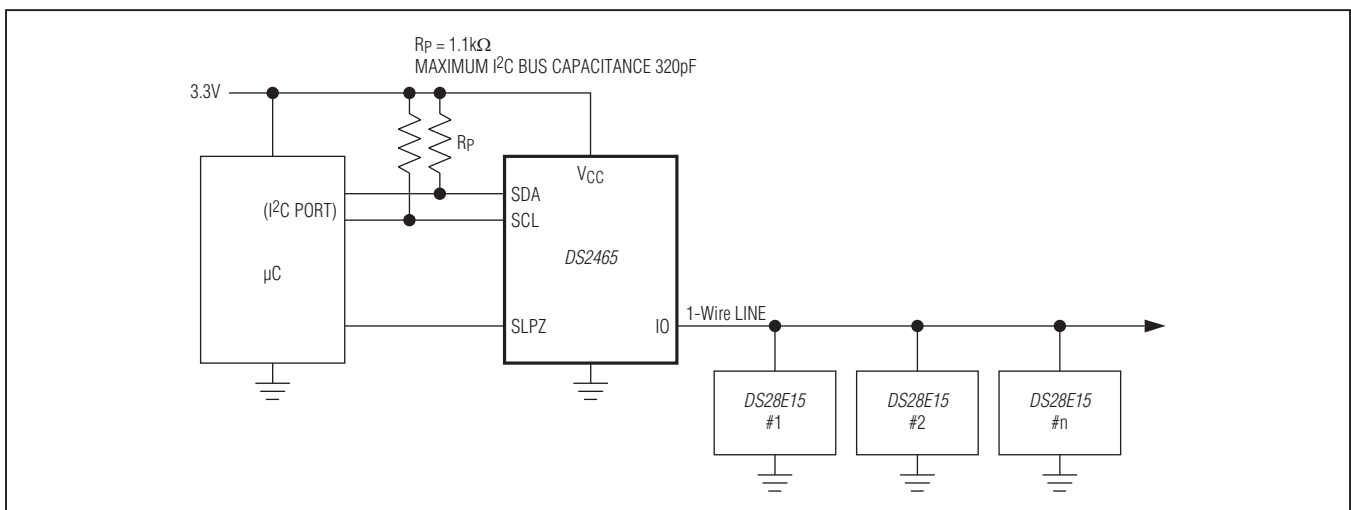 RP = 1.1kΩ
MAXIMUM I²C BUS CAPACITANCE 320pF
3.3V
RP
VCC
(I²C PORT)
SDA
SCL
DS2465
µC
SLPZ
IO
1-Wire LINE
DS28E15
#1
DS28E15
#2
DS28E15
#n